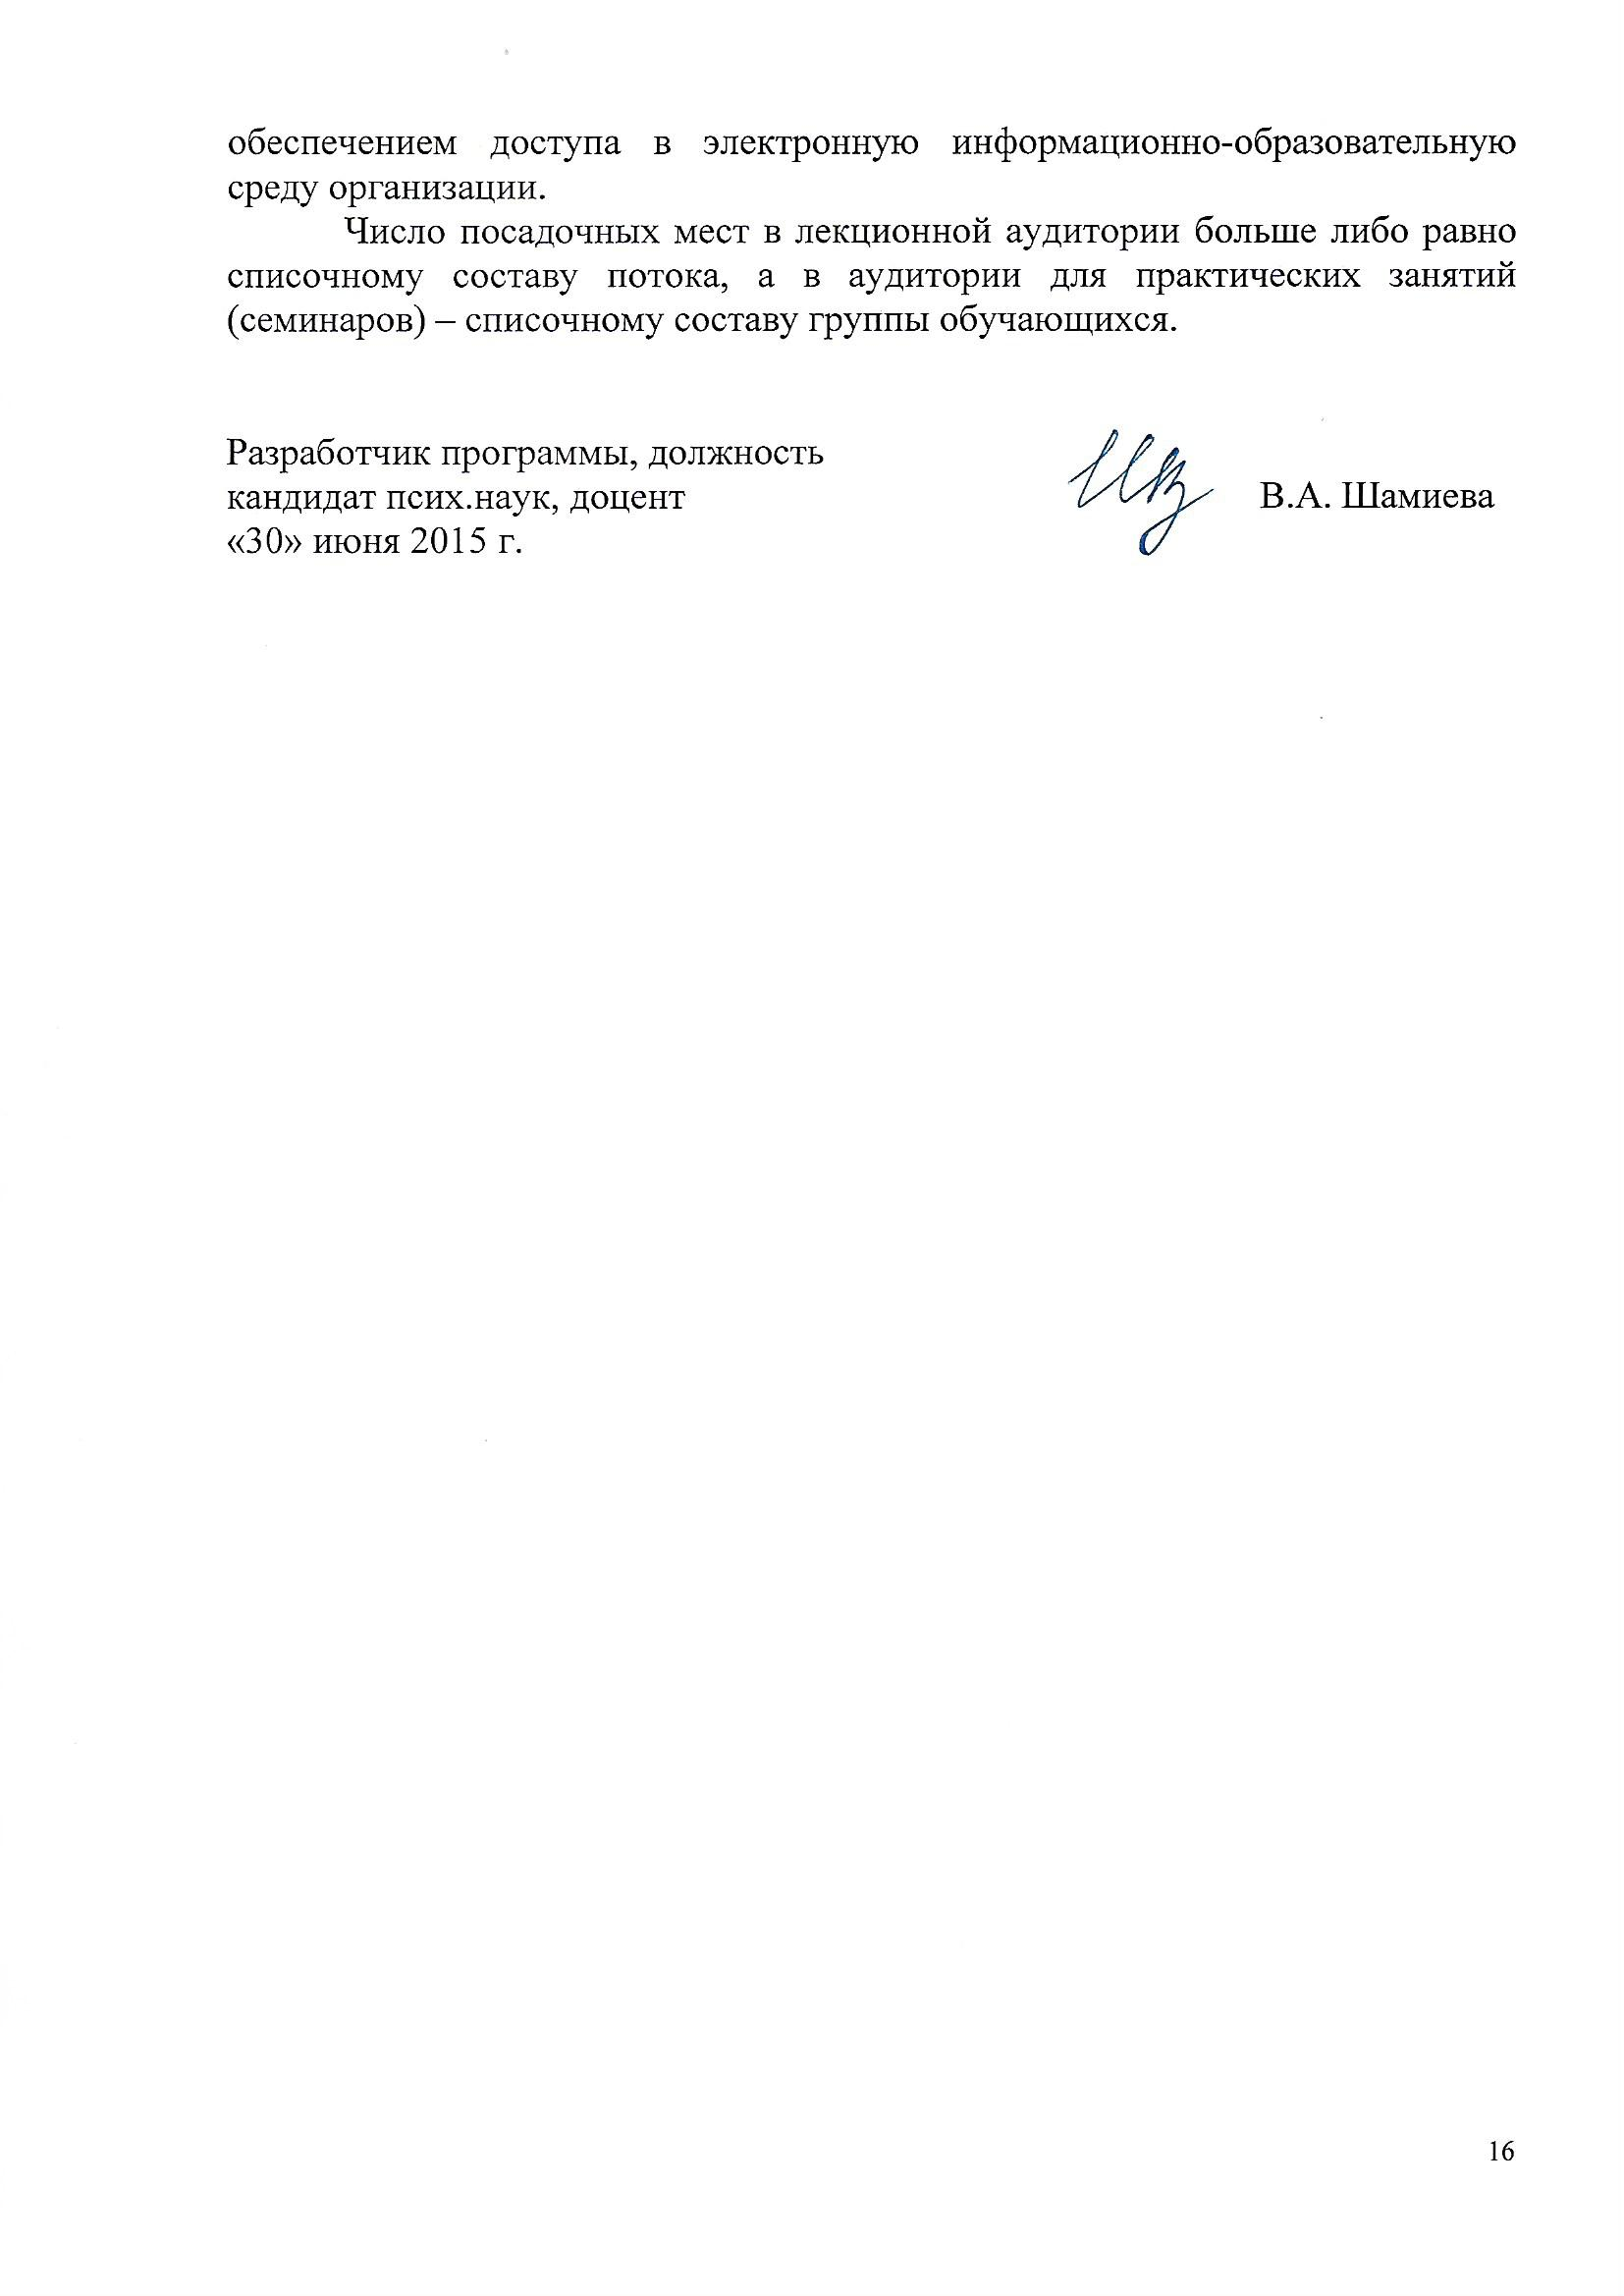 обеспечением доступа в электронную информационно-образовательную
среду организации.
Число посадочных мест в лекционной аудитории больше либо равно
списочному составу потока, а в аудитории для практических занятий
(семинаров) – списочному составу группы обучающихся.
Разработчик программы, должность
кандидат псих.наук, доцент
В.А. Шамиева
«30» июня 2015 г.
16